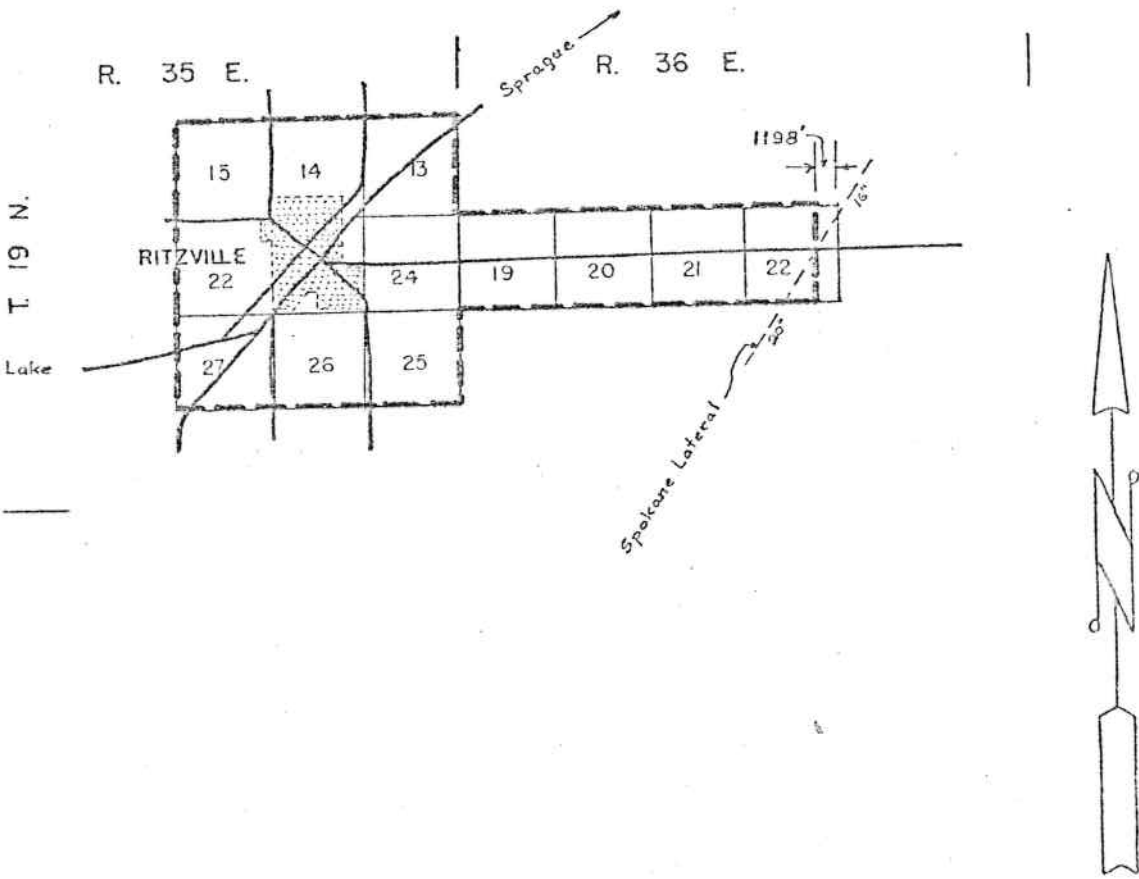 R. 35 E.
Sprague
R. 36 E.
1198'
15
14
13
16"
T. 19 N.
RITZVILLE
22
24
19
20
21
22
Lake
27
26
25
20"
Spokane Lateral
N